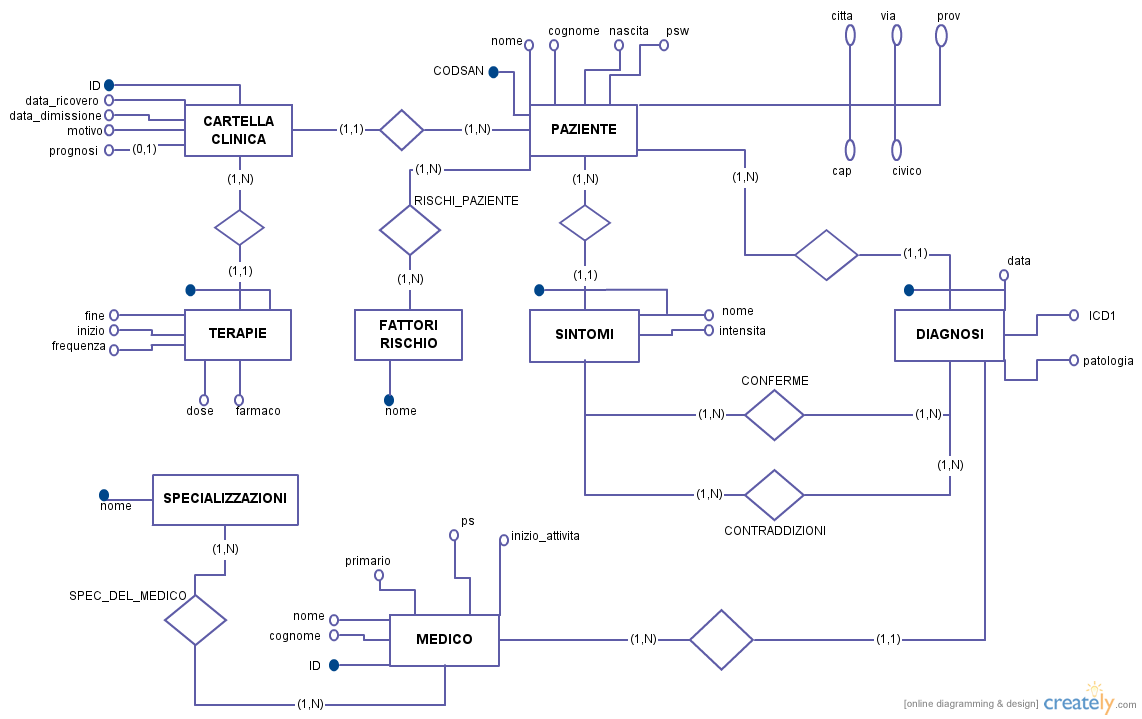 citta
via
prov
nome
cognome
nascita
psw
CODSAN
ID
data_ricovero
data_dimissione
motivo
prognosi
(0,1)
CARTELLA
CLINICA
(1,1)
(1,N)
PAZIENTE
cap
civico
(1,N)
(1,N)
(1,N)
(1,N)
RISCHI_PAZIENTE
(1,1)
(1,N)
(1,1)
(1,1)
data
fine
inizio
frequenza
TERAPIE
FATTORI
RISCHIO
SINTOMI
nome
intensita
DIAGNOSI
ICD1
patologia
dose
farmaco
nome
CONFERME
(1,N)
(1,N)
(1,N)
(1,N)
CONTRADDIZIONI
nome
SPECIALIZZAZIONI
(1,N)
ps
inizio_attivita
primario
SPEC_DEL_MEDICO
nome
cognome
ID
MEDICO
(1,N)
(1,1)
(1,N)
[online diagramming & design] creately.com